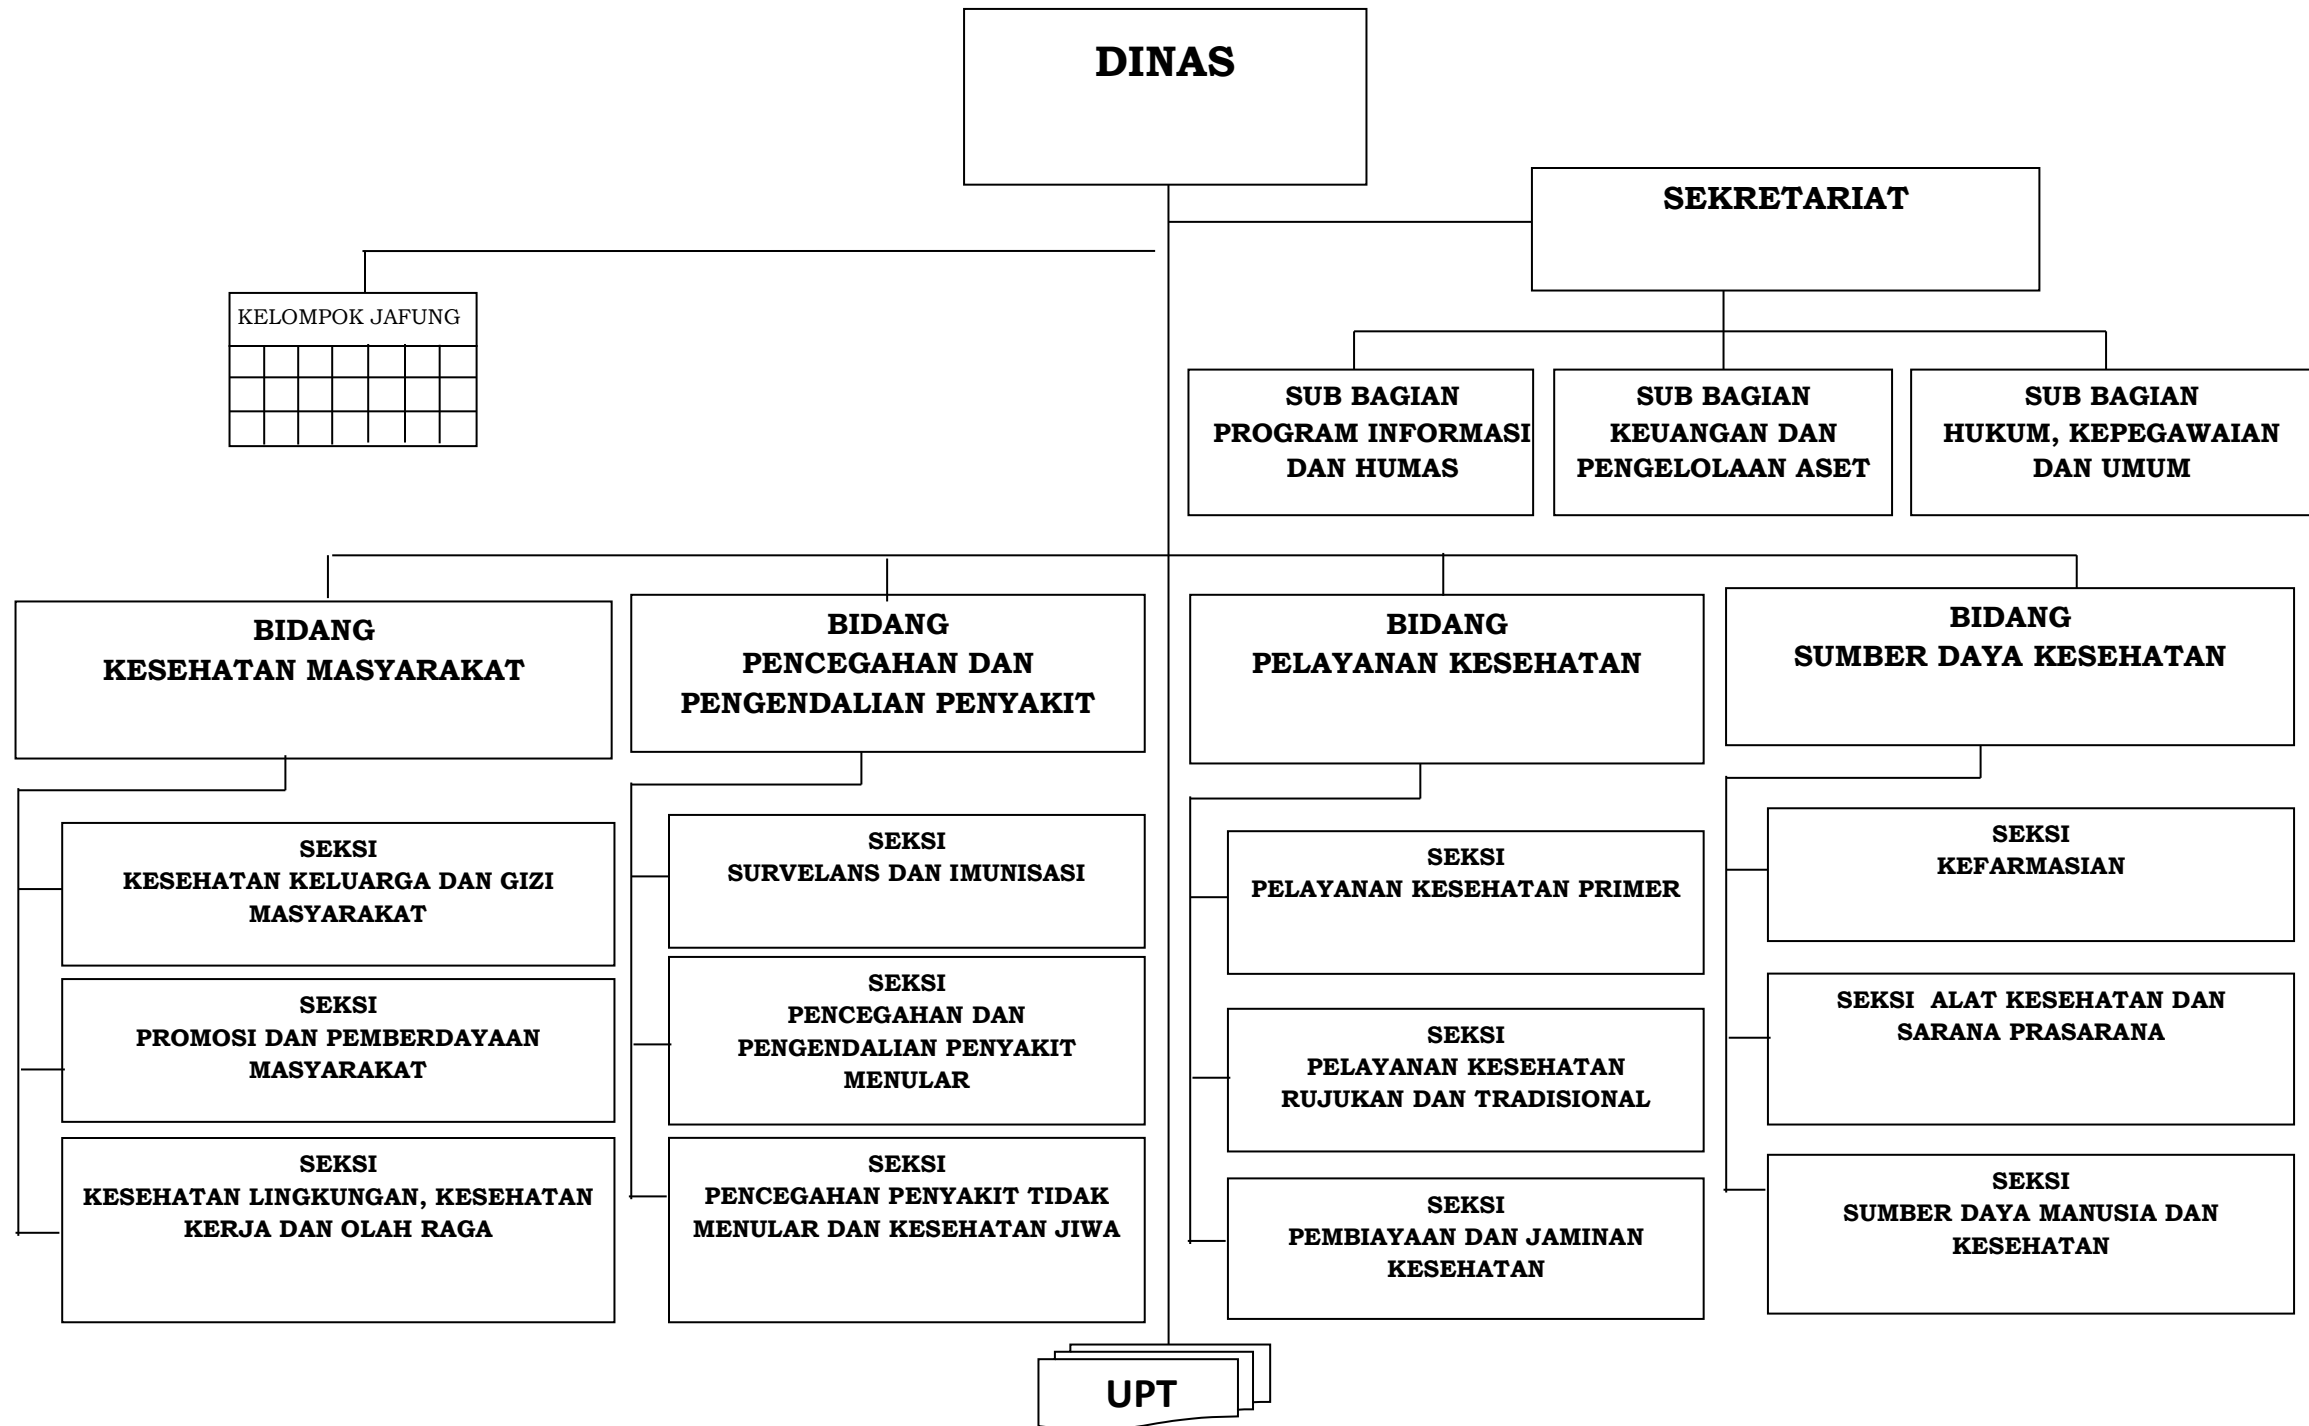 DINAS
SEKRETARIAT
KELOMPOK JAFUNG
SUB BAGIAN
PROGRAM INFORMASI
DAN HUMAS
SUB BAGIAN
KEUANGAN DAN
PENGELOLAAN ASET
SUB BAGIAN
HUKUM, KEPEGAWAIAN
DAN UMUM
BIDANG
KESEHATAN MASYARAKAT
BIDANG
PENCEGAHAN DAN
PENGENDALIAN PENYAKIT
BIDANG
PELAYANAN KESEHATAN
BIDANG
SUMBER DAYA KESEHATAN
SEKSI
KESEHATAN KELUARGA DAN GIZI
MASYARAKAT
SEKSI
PROMOSI DAN PEMBERDAYAAN
MASYARAKAT
SEKSI
KESEHATAN LINGKUNGAN, KESEHATAN
KERJA DAN OLAH RAGA
SEKSI
SURVELANS DAN IMUNISASI
SEKSI
PENCEGAHAN DAN
PENGENDALIAN PENYAKIT
MENULAR
SEKSI
PENCEGAHAN PENYAKIT TIDAK
MENULAR DAN KESEHATAN JIWA
SEKSI
PELAYANAN KESEHATAN PRIMER
SEKSI
PELAYANAN KESEHATAN
RUJUKAN DAN TRADISIONAL
SEKSI
PEMBIAYAAN DAN JAMINAN
KESEHATAN
SEKSI
KEFARMASIAN
SEKSI  ALAT KESEHATAN DAN
SARANA PRASARANA
SEKSI
SUMBER DAYA MANUSIA DAN
KESEHATAN
UPT